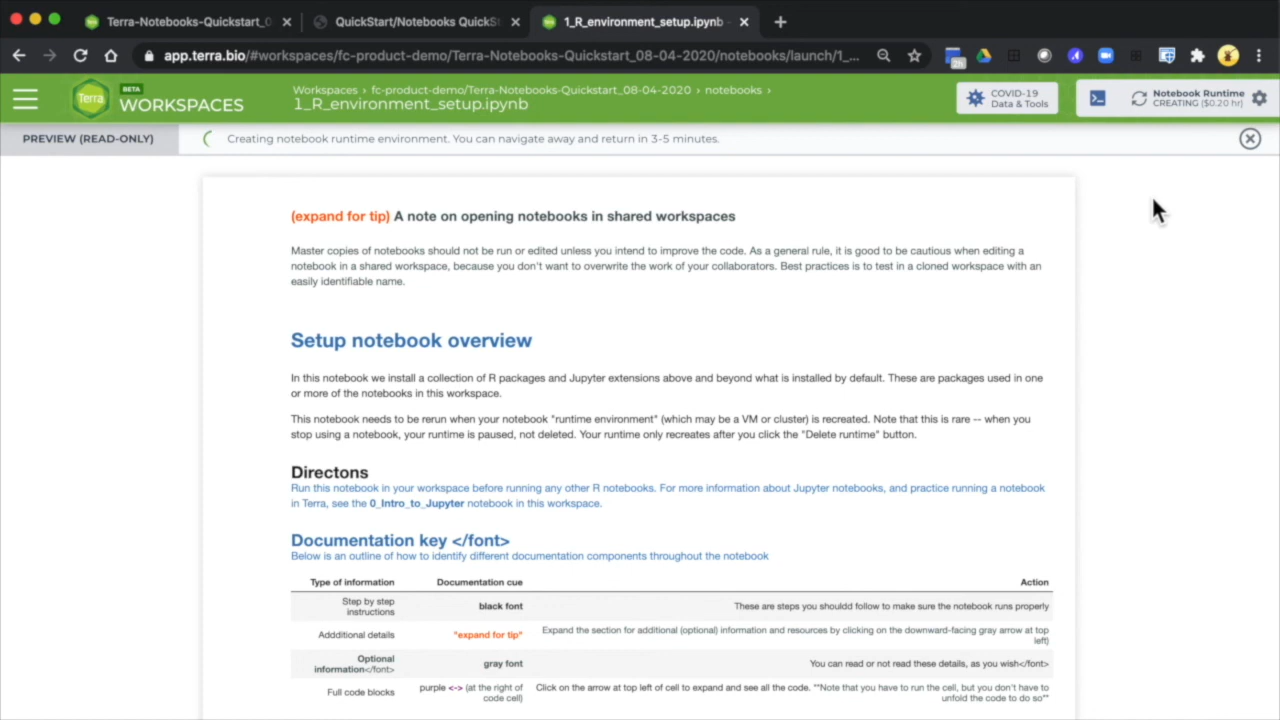 Terra-Notebooks-Quickstart_0
QuickStart/Notebooks QuickSt
1_R_environment_setup.ipynb
app.terra.bio/#workspaces/fc-product-demo/Terra-Notebooks-Quickstart_08-04-2020/notebooks/launch/1_...
Terra
BETA
WORKSPACES
Workspaces › fc-product-demo/Terra-Notebooks-Quickstart_08-04-2020 › notebooks ›
1_R_environment_setup.ipynb
COVID-19
Data & Tools
Notebook Runtime
CREATING ($0.20 hr)
PREVIEW (READ-ONLY)
Creating notebook runtime environment. You can navigate away and return in 3-5 minutes.
(expand for tip) A note on opening notebooks in shared workspaces
Master copies of notebooks should not be run or edited unless you intend to improve the code. As a general rule, it is good to be cautious when editing a
notebook in a shared workspace, because you don't want to overwrite the work of your collaborators. Best practices is to test in a cloned workspace with an
easily identifiable name.
Setup notebook overview
In this notebook we install a collection of R packages and Jupyter extensions above and beyond what is installed by default. These are packages used in one
or more of the notebooks in this workspace.
This notebook needs to be rerun when your notebook "runtime environment" (which may be a VM or cluster) is recreated. Note that this is rare -- when you
stop using a notebook, your runtime is paused, not deleted. Your runtime only recreates after you click the "Delete runtime" button.
Directons
Run this notebook in your workspace before running any other R notebooks. For more information about Jupyter notebooks, and practice running a notebook
in Terra, see the 0_Intro_to_Jupyter notebook in this workspace.
Documentation key </font>
Below is an outline of how to identify different documentation components throughout the notebook
Type of information Documentation cue Action
Step by step
instructions
black font
These are steps you shouldd follow to make sure the notebook runs properly
Addditional details
"expand for tip"
Expand the section for additional (optional) information and resources by clicking on the downward-facing gray arrow at top
left)
Optional
information</font>
gray font
You can read or not read these details, as you wish</font>
Full code blocks
purple <-> (at the right of
code cell)
Click on the arrow at top left of cell to expand and see all the code. **Note that you have to run the cell, but you don't have to
unfold the code to do so**